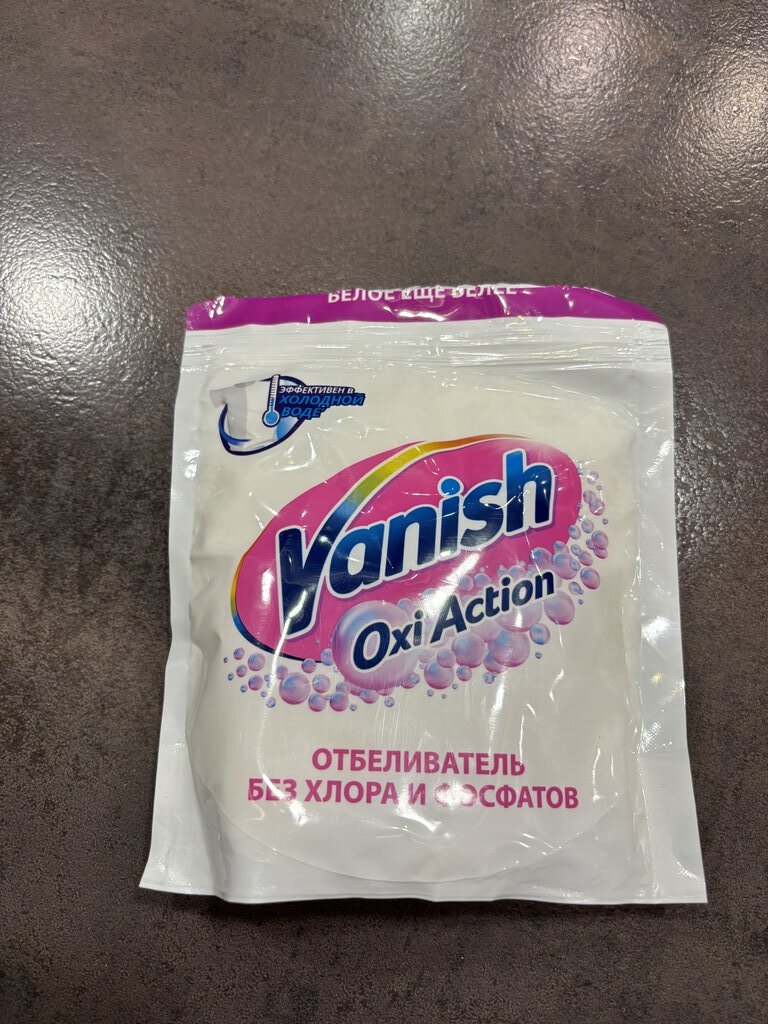 БЕЛОЕ ЕЩЕ БЕЛЕЕ
ЭФФЕКТИВЕН В
ХОЛОДНОЙ
ВОДЕ
Vanish
Oxi Action
ОТБЕЛИВАТЕЛЬ
БЕЗ ХЛОРА И ФОСФАТОВ